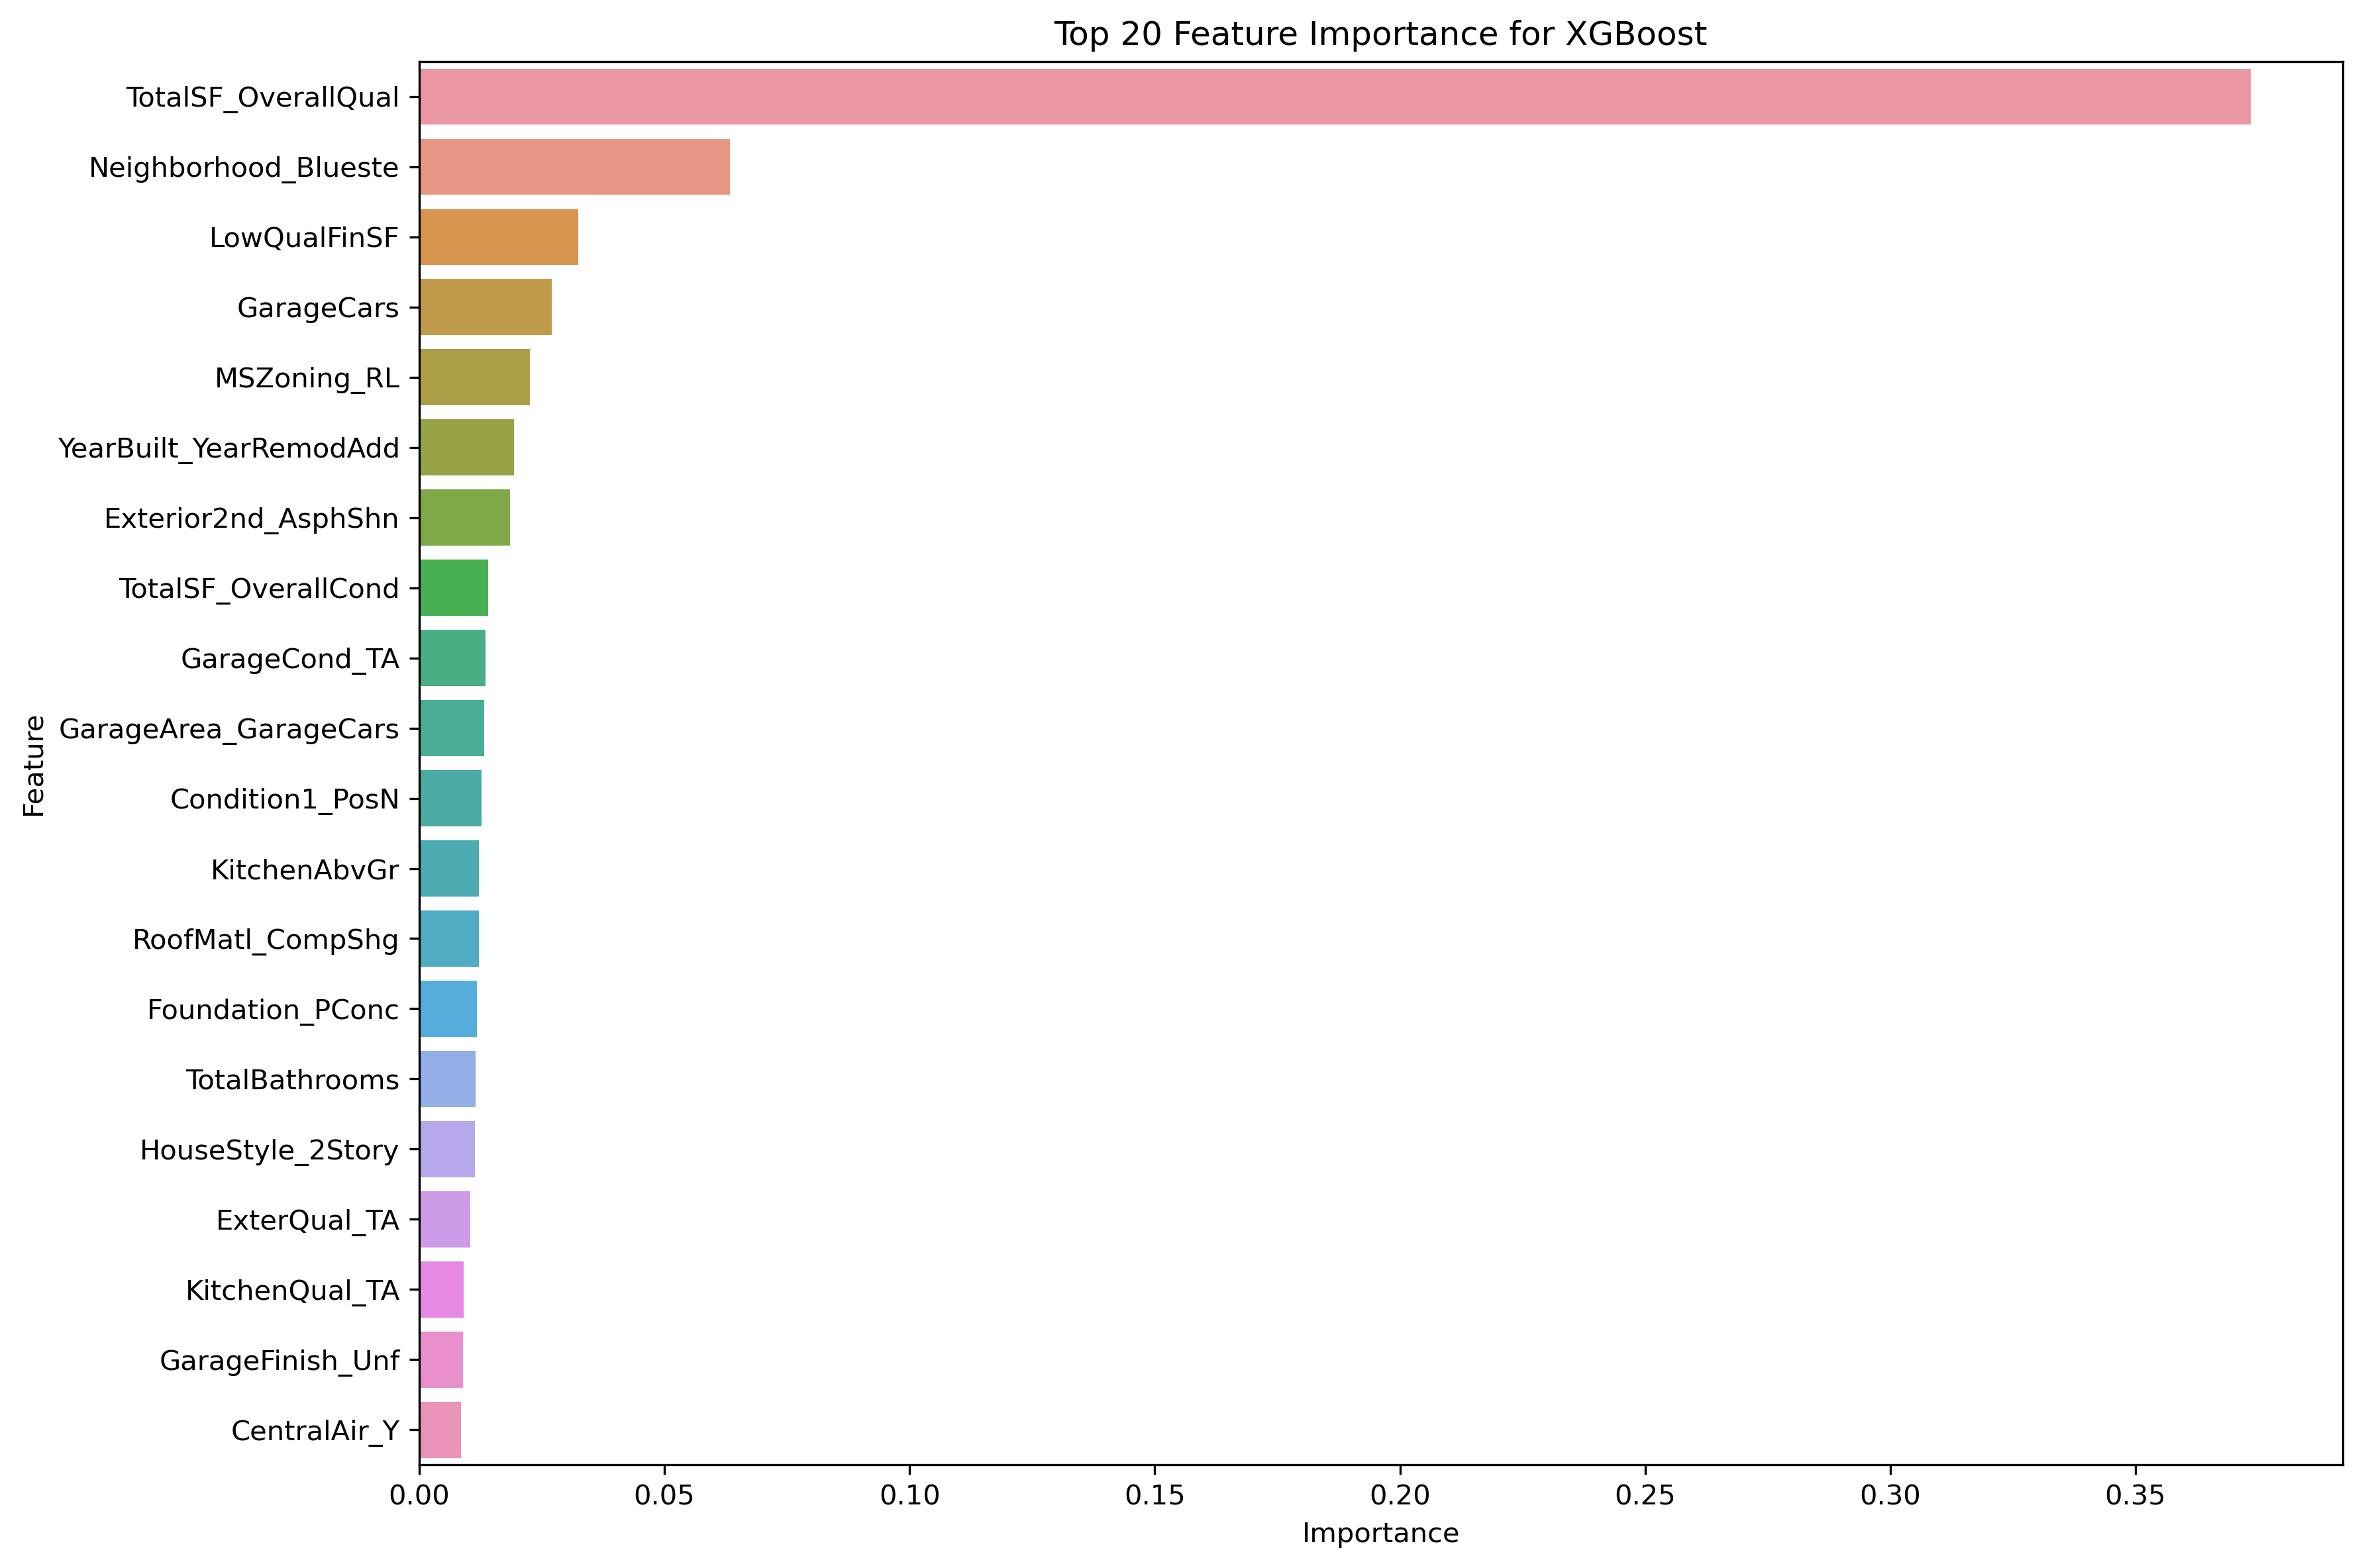 Top 20 Feature Importance for XGBoost
TotalSF_OverallQual
Neighborhood_Blueste
LowQualFinSF
GarageCars
MSZoning_RL
YearBuilt_YearRemodAdd
Exterior2nd_AsphShn
TotalSF_OverallCond
GarageCond_TA
GarageArea_GarageCars
Condition1_PosN
KitchenAbvGr
RoofMatl_CompShg
Foundation_PConc
TotalBathrooms
HouseStyle_2Story
ExterQual_TA
KitchenQual_TA
GarageFinish_Unf
CentralAir_Y
Feature
0.00 0.05 0.10 0.15 0.20 0.25 0.30 0.35
Importance